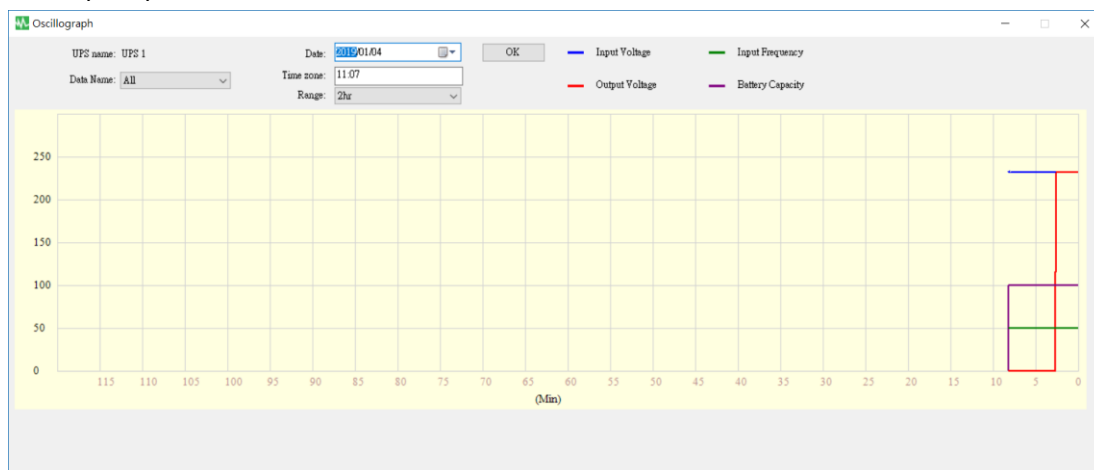 Oscillograph
UPS name: UPS 1
Date: 2019/01/04
OK
Input Voltage
Input Frequency
Data Name: All
Time zone: 11:07
Output Voltage
Battery Capacity
Range: 2hr
250
200
150
100
50
0
115 110 105 100 95 90 85 80 75 70 65 60 55 50 45 40 35 30 25 20 15 10 5 0
(Min)